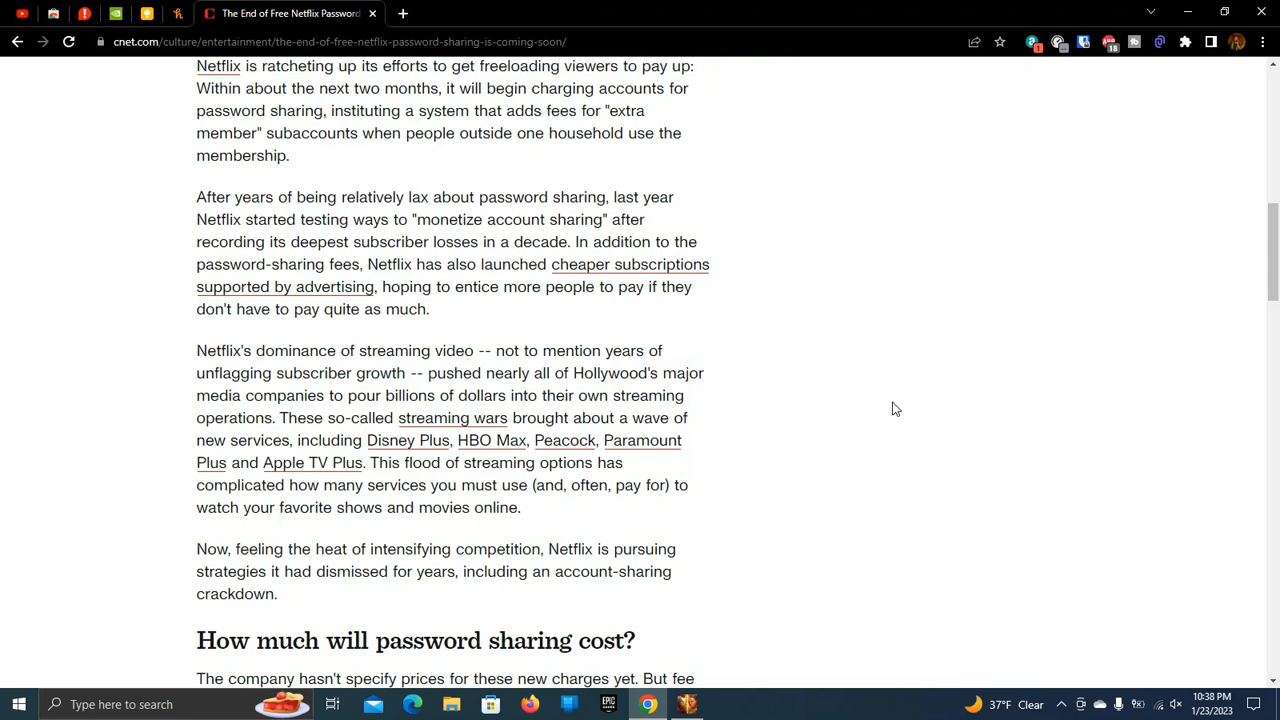 The End of Free Netflix Password
cnet.com/culture/entertainment/the-end-of-free-netflix-password-sharing-is-coming-soon/
1
18
Netflix is ratcheting up its efforts to get freeloading viewers to pay up:
Within about the next two months, it will begin charging accounts for
password sharing, instituting a system that adds fees for "extra
member" subaccounts when people outside one household use the
membership.
After years of being relatively lax about password sharing, last year
Netflix started testing ways to "monetize account sharing" after
recording its deepest subscriber losses in a decade. In addition to the
password-sharing fees, Netflix has also launched cheaper subscriptions
supported by advertising, hoping to entice more people to pay if they
don't have to pay quite as much.
Netflix's dominance of streaming video -- not to mention years of
unflagging subscriber growth -- pushed nearly all of Hollywood's major
media companies to pour billions of dollars into their own streaming
operations. These so-called streaming wars brought about a wave of
new services, including Disney Plus, HBO Max, Peacock, Paramount
Plus and Apple TV Plus. This flood of streaming options has
complicated how many services you must use (and, often, pay for) to
watch your favorite shows and movies online.
Now, feeling the heat of intensifying competition, Netflix is pursuing
strategies it had dismissed for years, including an account-sharing
crackdown.
How much will password sharing cost?
The company hasn't specify prices for these new charges yet. But fee
Type here to search
EPIC
37°F Clear
10:38 PM
1/23/2023